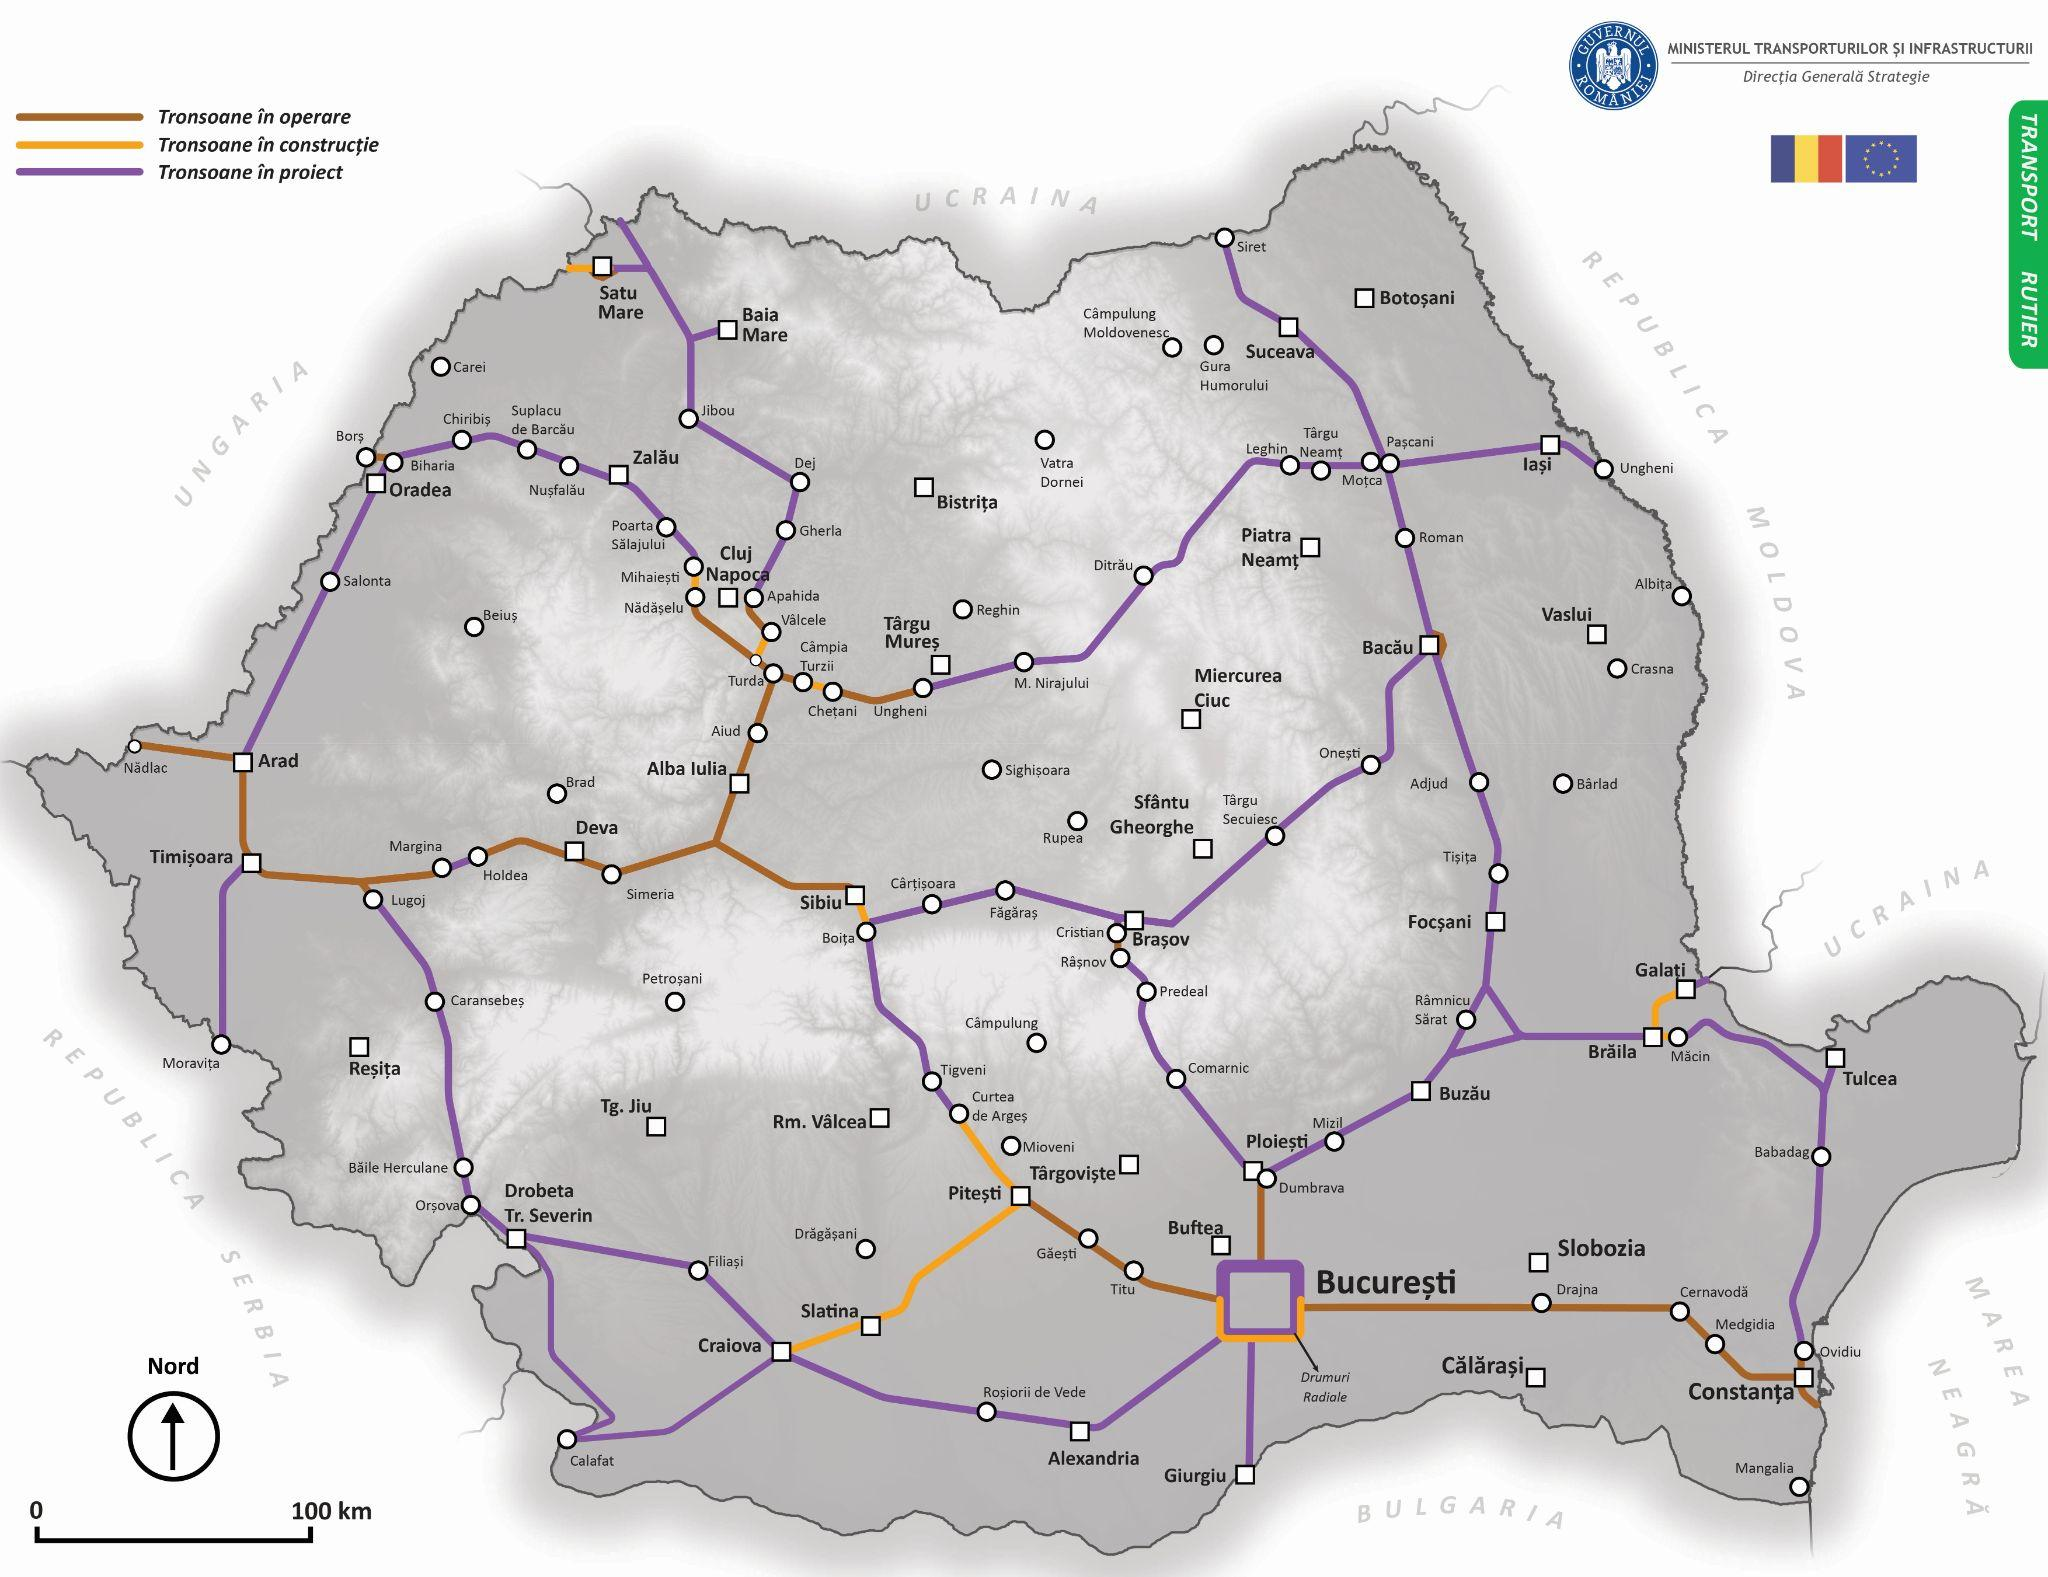 GUVERNUL ROMÂNIEI
MINISTERUL TRANSPORTURILOR ȘI INFRASTRUCTURII
Direcția Generală Strategie
TRANSPORT RUTIER
Tronsoane în operare
Tronsoane în construcție
Tronsoane în proiect
UCRAINA
UNGARIA
REPUBLICA
MOLDOVA
UCRAINA
REPUBLICA SERBIA
BULGARIA
MAREA
NEAGRĂ
Siret
Satu
Mare
Baia
Mare
Botoșani
Câmpulung
Moldovenesc
Gura
Humorului
Suceava
Carei
Jibou
Chiribiș
Suplacu
de Barcău
Borș
Biharia
Oradea
Nușfalău
Zalău
Dej
Vatra
Dornei
Bistrița
Leghin
Târgu
Neamț
Pașcani
Moțca
Iași
Ungheni
Poarta
Sălajului
Gherla
Piatra
Neamț
Roman
Cluj
Napoca
Mihaiești
Nădășelu
Apahida
Ditrău
Salonta
Albița
Beiuș
Vâlcele
Reghin
Târgu
Mureș
Vaslui
Câmpia
Turzii
Bacău
Turda
Crasna
Chețani
Ungheni
M. Nirajului
Miercurea
Ciuc
Aiud
Nădlac
Arad
Alba Iulia
Onești
Sighișoara
Brad
Adjud
Bârlad
Sfântu
Gheorghe
Târgu
Secuiesc
Deva
Rupea
Timișoara
Margina
Holdea
Simeria
Tișița
Lugoj
Sibiu
Cârțișoara
Făgăraș
Boița
Cristian
Brașov
Râșnov
Focșani
Petroșani
Predeal
Galați
Caransebeș
Râmnicu
Sărat
Câmpulung
Moravița
Reșița
Brăila
Măcin
Tulcea
Tigveni
Comarnic
Curtea
de Argeș
Buzău
Tg. Jiu
Rm. Vâlcea
Mioveni
Ploiești
Mizil
Târgoviște
Băile Herculane
Babadag
Dumbrava
Orșova
Drobeta
Tr. Severin
Pitești
Drăgășani
Găești
Buftea
Filiași
Titu
București
Slobozia
Drajna
Cernavodă
Medgidia
Slatina
Craiova
Ovidiu
Călărași
Drumuri
Radiale
Constanța
Roșiorii de Vede
Alexandria
Calafat
Giurgiu
Mangalia
Nord
0 100 km